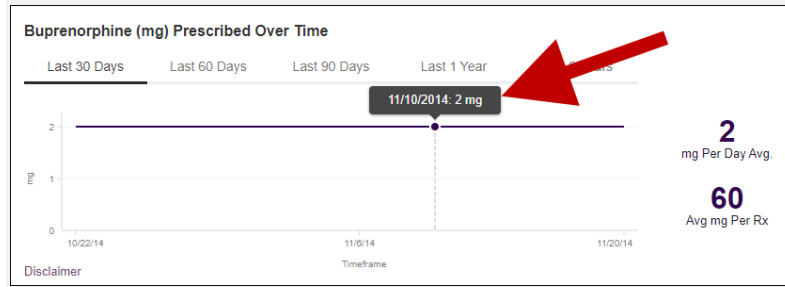 Buprenorphine (mg) Prescribed Over Time
Last 30 Days Last 60 Days Last 90 Days Last 1 Year
11/10/2014: 2 mg
2
1
0
mg
10/22/14 11/6/14 11/20/14
Timeframe
2
mg Per Day Avg.
60
Avg mg Per Rx
Disclaimer